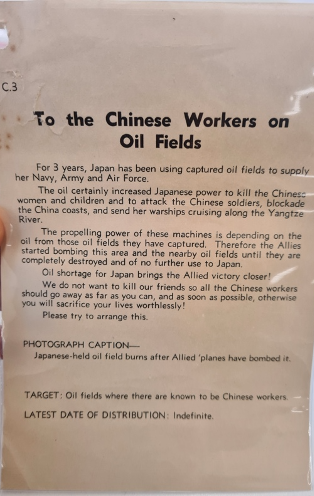 C.3
To the Chinese Workers on
Oil Fields
For 3 years, Japan has been using captured oil fields to supply
her Navy, Army and Air Force.
The oil certainly increased Japanese power to kill the Chinese
women and children and to attack the Chinese soldiers, blockade
the China coasts, and send her warships cruising along the Yangtze
River.
The propelling power of these machines is depending on the
oil from those oil fields they have captured. Therefore the Allies
started bombing this area and the nearby oil fields until they are
completely destroyed and of no further use to Japan.
Oil shortage for Japan brings the Allied victory closer!
We do not want to kill our friends so all the Chinese workers
should go away as far as you can, and as soon as possible, otherwise
you will sacrifice your lives worthlessly!
Please try to arrange this.
PHOTOGRAPH CAPTION—
Japanese-held oil field burns after Allied 'planes have bombed it.
TARGET: Oil fields where there are known to be Chinese workers.
LATEST DATE OF DISTRIBUTION: Indefinite.